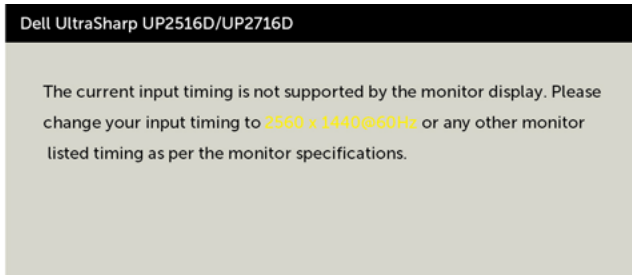 Dell UltraSharp UP2516D/UP2716D
The current input timing is not supported by the monitor display. Please
change your input timing to 2560 x 1440@60Hz or any other monitor
listed timing as per the monitor specifications.